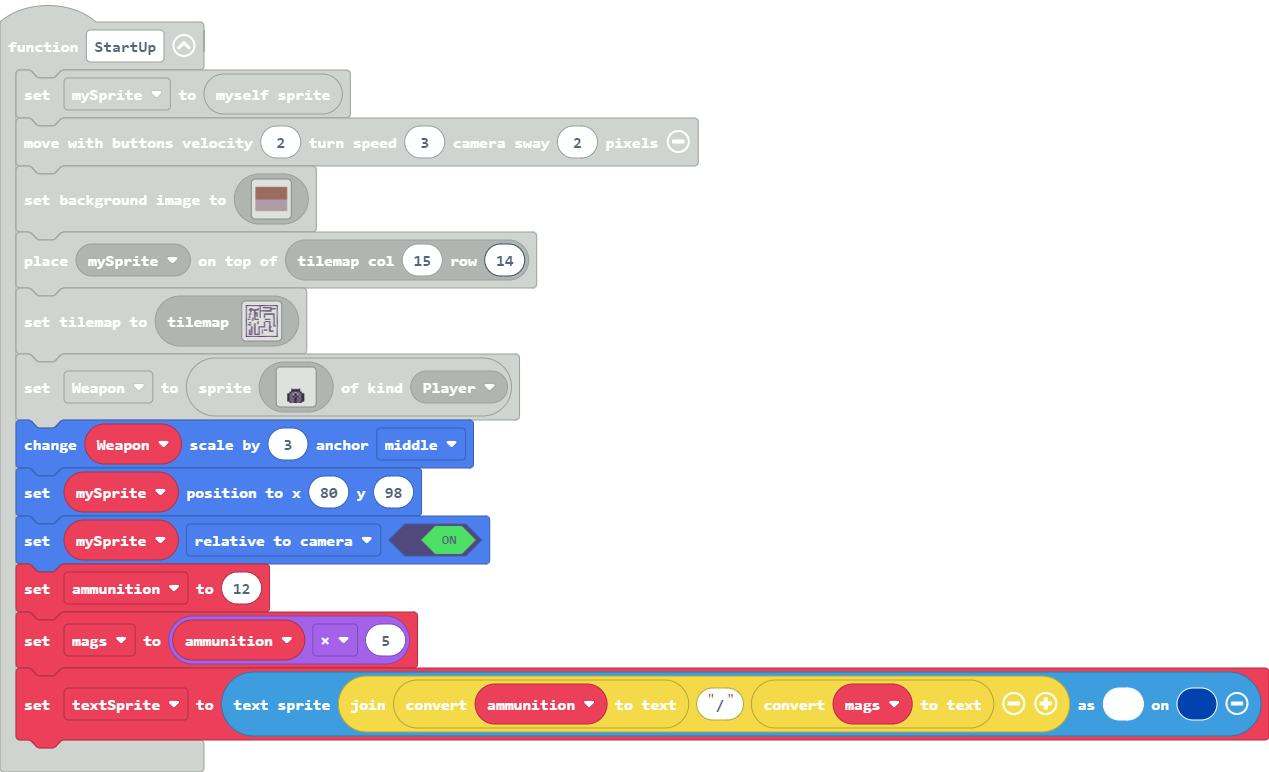 function StartUp
set mySprite to myself sprite
move with buttons velocity 2 turn speed 3 camera sway 2 pixels
set background image to
place mySprite on top of tilemap col 15 row 14
set tilemap to tilemap
set Weapon to sprite of kind Player
change Weapon scale by 3 anchor middle
set mySprite position to x 80 y 98
set mySprite relative to camera ON
set ammunition to 12
set mags to ammunition × 5
set textSprite to text sprite join convert ammunition to text "/" convert mags to text as on